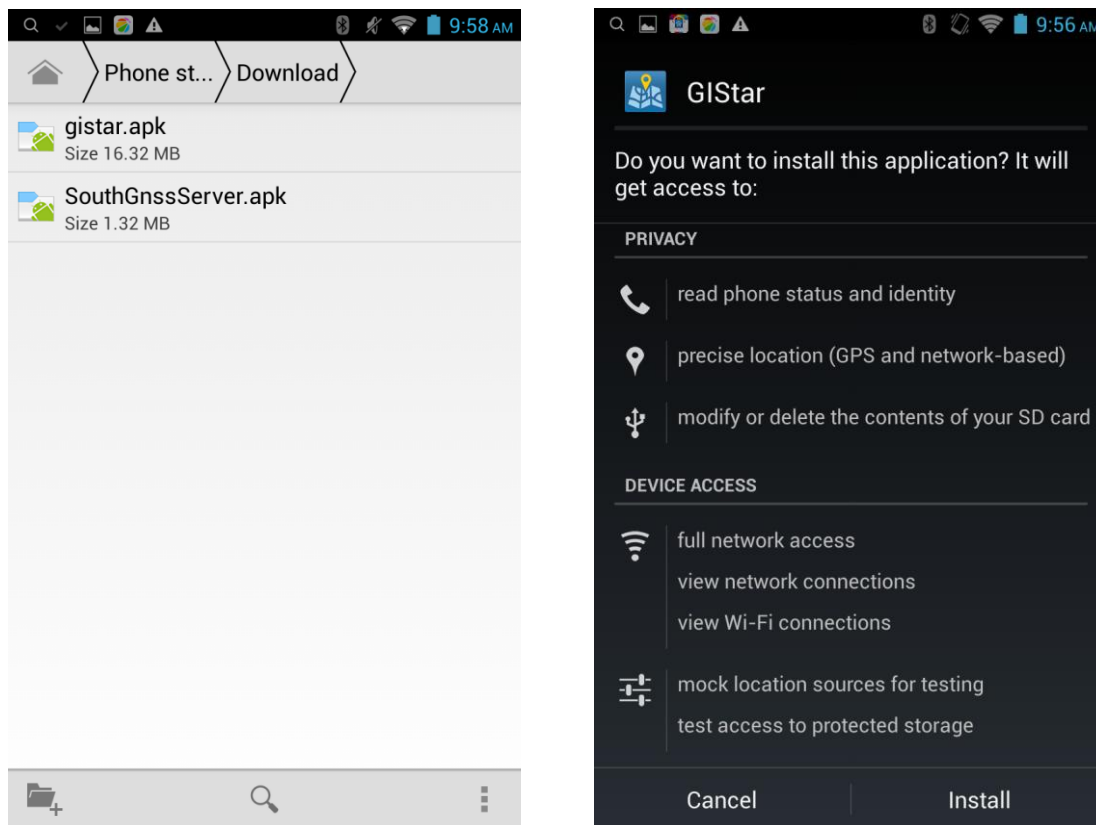 9:58 AM
Phone st... Download
gistar.apk
Size 16.32 MB
SouthGnssServer.apk
Size 1.32 MB
9:56 AM
GIStar
Do you want to install this application? It will
get access to:
PRIVACY
read phone status and identity
precise location (GPS and network-based)
modify or delete the contents of your SD card
DEVICE ACCESS
full network access
view network connections
view Wi-Fi connections
mock location sources for testing
test access to protected storage
Cancel Install